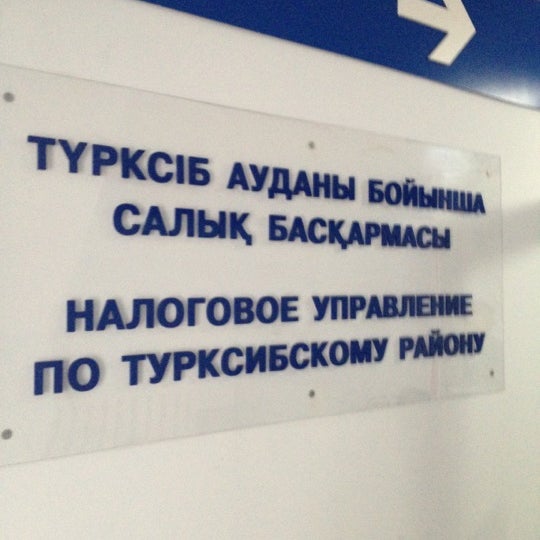 ТҮРКСІБ АУДАНЫ БОЙЫНША
САЛЫҚ БАСҚАРМАСЫ
НАЛОГОВОЕ УПРАВЛЕНИЕ
ПО ТУРКСИБСКОМУ РАЙОНУ